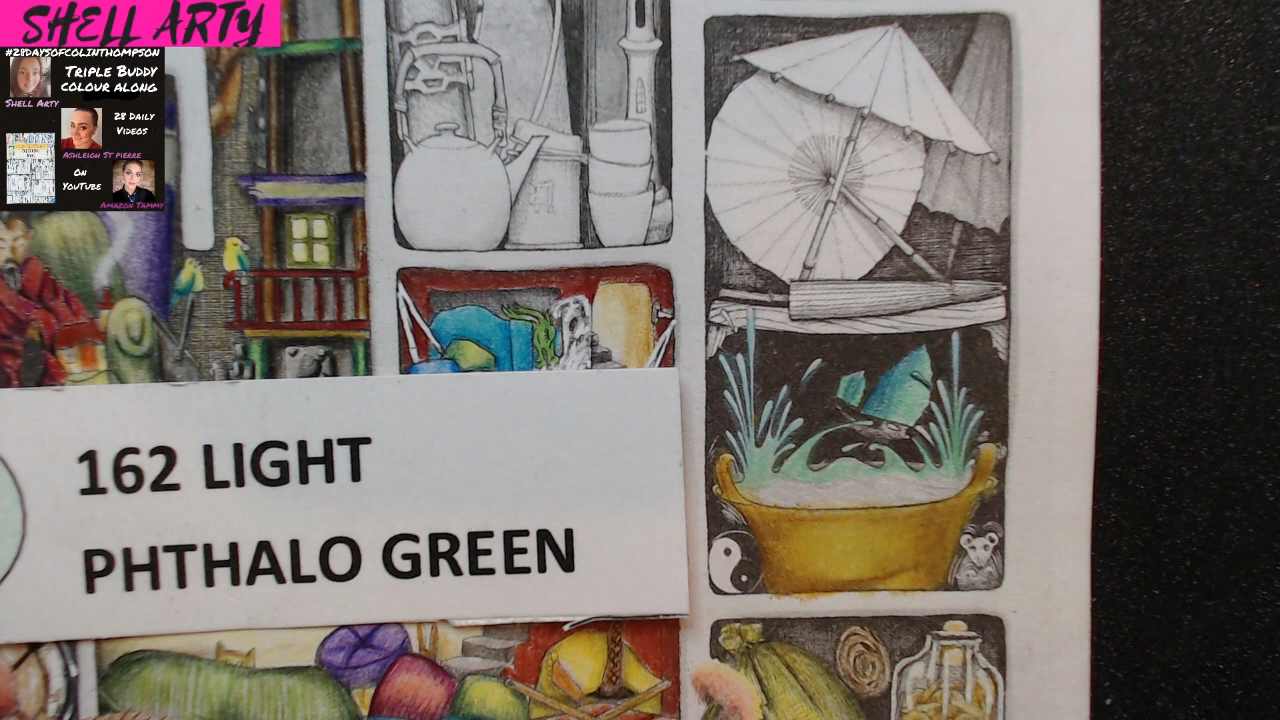 SHELL ARTY
#28DAYSOFCOLINTHOMPSON
TRIPLE BUDDY
COLOUR ALONG
SHELL ARTY
28 DAILY
VIDEOS
ASHLEIGH ST PIERRE
ON
YOUTUBE
AMAZON TAMMY
162 LIGHT
PHTHALO GREEN